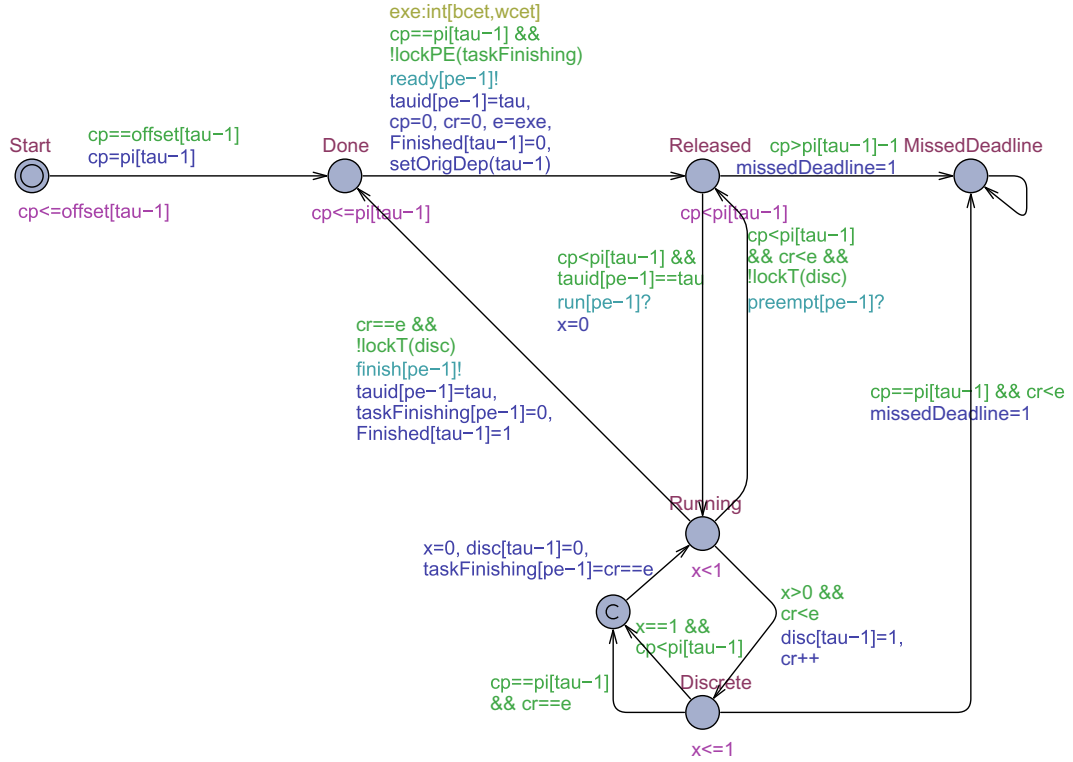 exe:int[bcet,wcet]
cp==pi[tau−1] &&
!lockPE(taskFinishing)
ready[pe−1]!
tauid[pe−1]=tau,
cp=0, cr=0, e=exe,
Finished[tau−1]=0,
setOrigDep(tau−1)
Start
cp==offset[tau−1]
cp=pi[tau−1]
cp<=offset[tau−1]
Done
cp<=pi[tau−1]
Released
cp<pi[tau−1]
cp>pi[tau−1]−1
missedDeadline=1
MissedDeadline
cp<pi[tau−1] &&
tauid[pe−1]==tau
run[pe−1]?
x=0
cp<pi[tau−1]
&& cr<e &&
!lockT(disc)
preempt[pe−1]?
cr==e &&
!lockT(disc)
finish[pe−1]!
tauid[pe−1]=tau,
taskFinishing[pe−1]=0,
Finished[tau−1]=1
cp==pi[tau−1] && cr<e
missedDeadline=1
Running
x<1
x=0, disc[tau−1]=0,
taskFinishing[pe−1]=cr==e
C
x>0 &&
cr<e
disc[tau−1]=1,
cr++
x==1 &&
cp<pi[tau−1]
cp==pi[tau−1]
&& cr==e
Discrete
x<=1